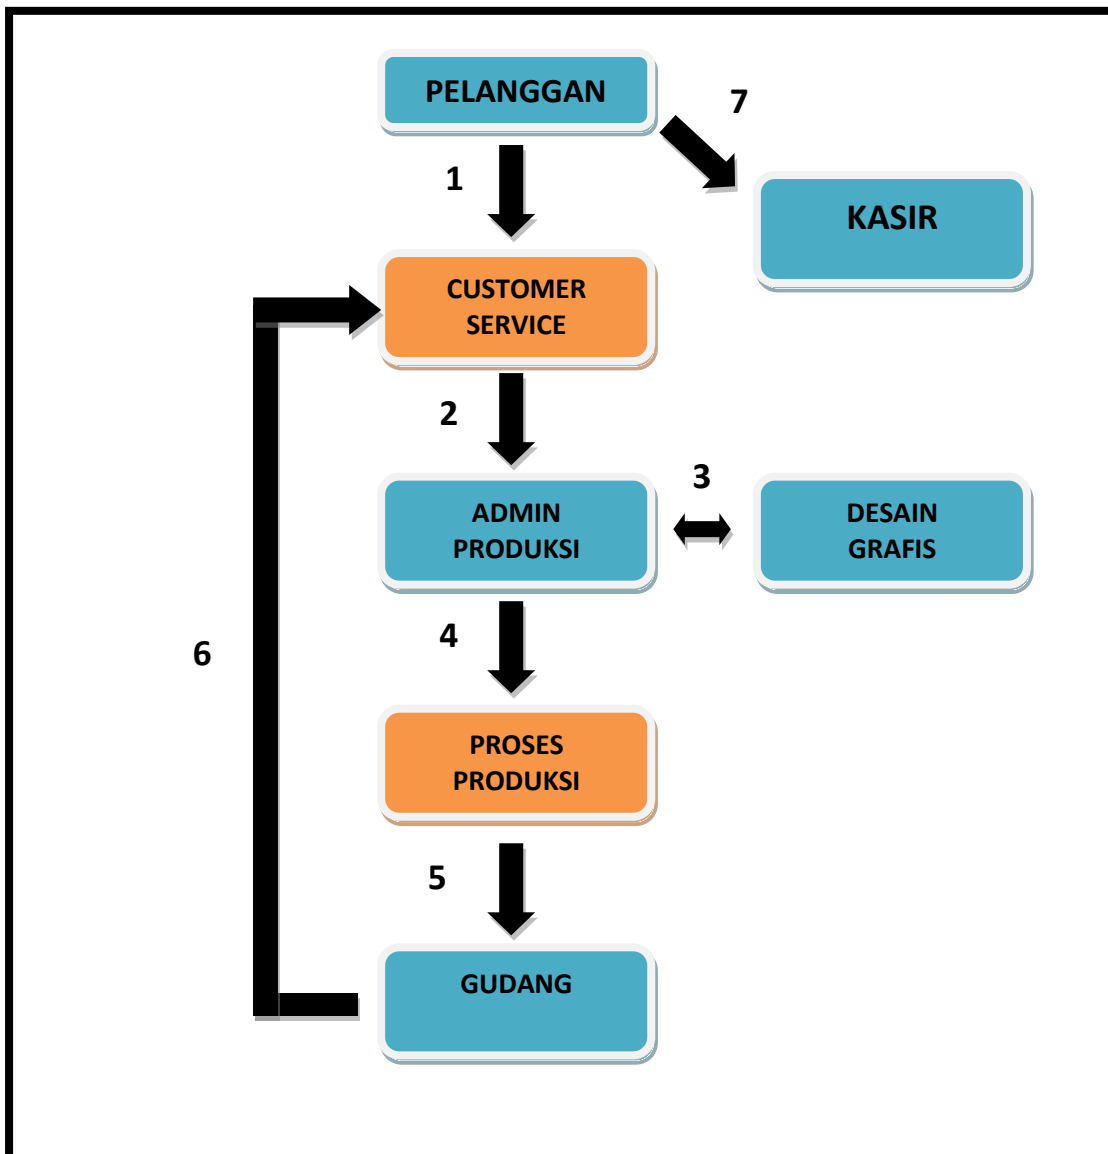 PELANGGAN
7
1
KASIR
CUSTOMER
SERVICE
2
3
ADMIN
PRODUKSI
DESAIN
GRAFIS
4
6
PROSES
PRODUKSI
5
GUDANG